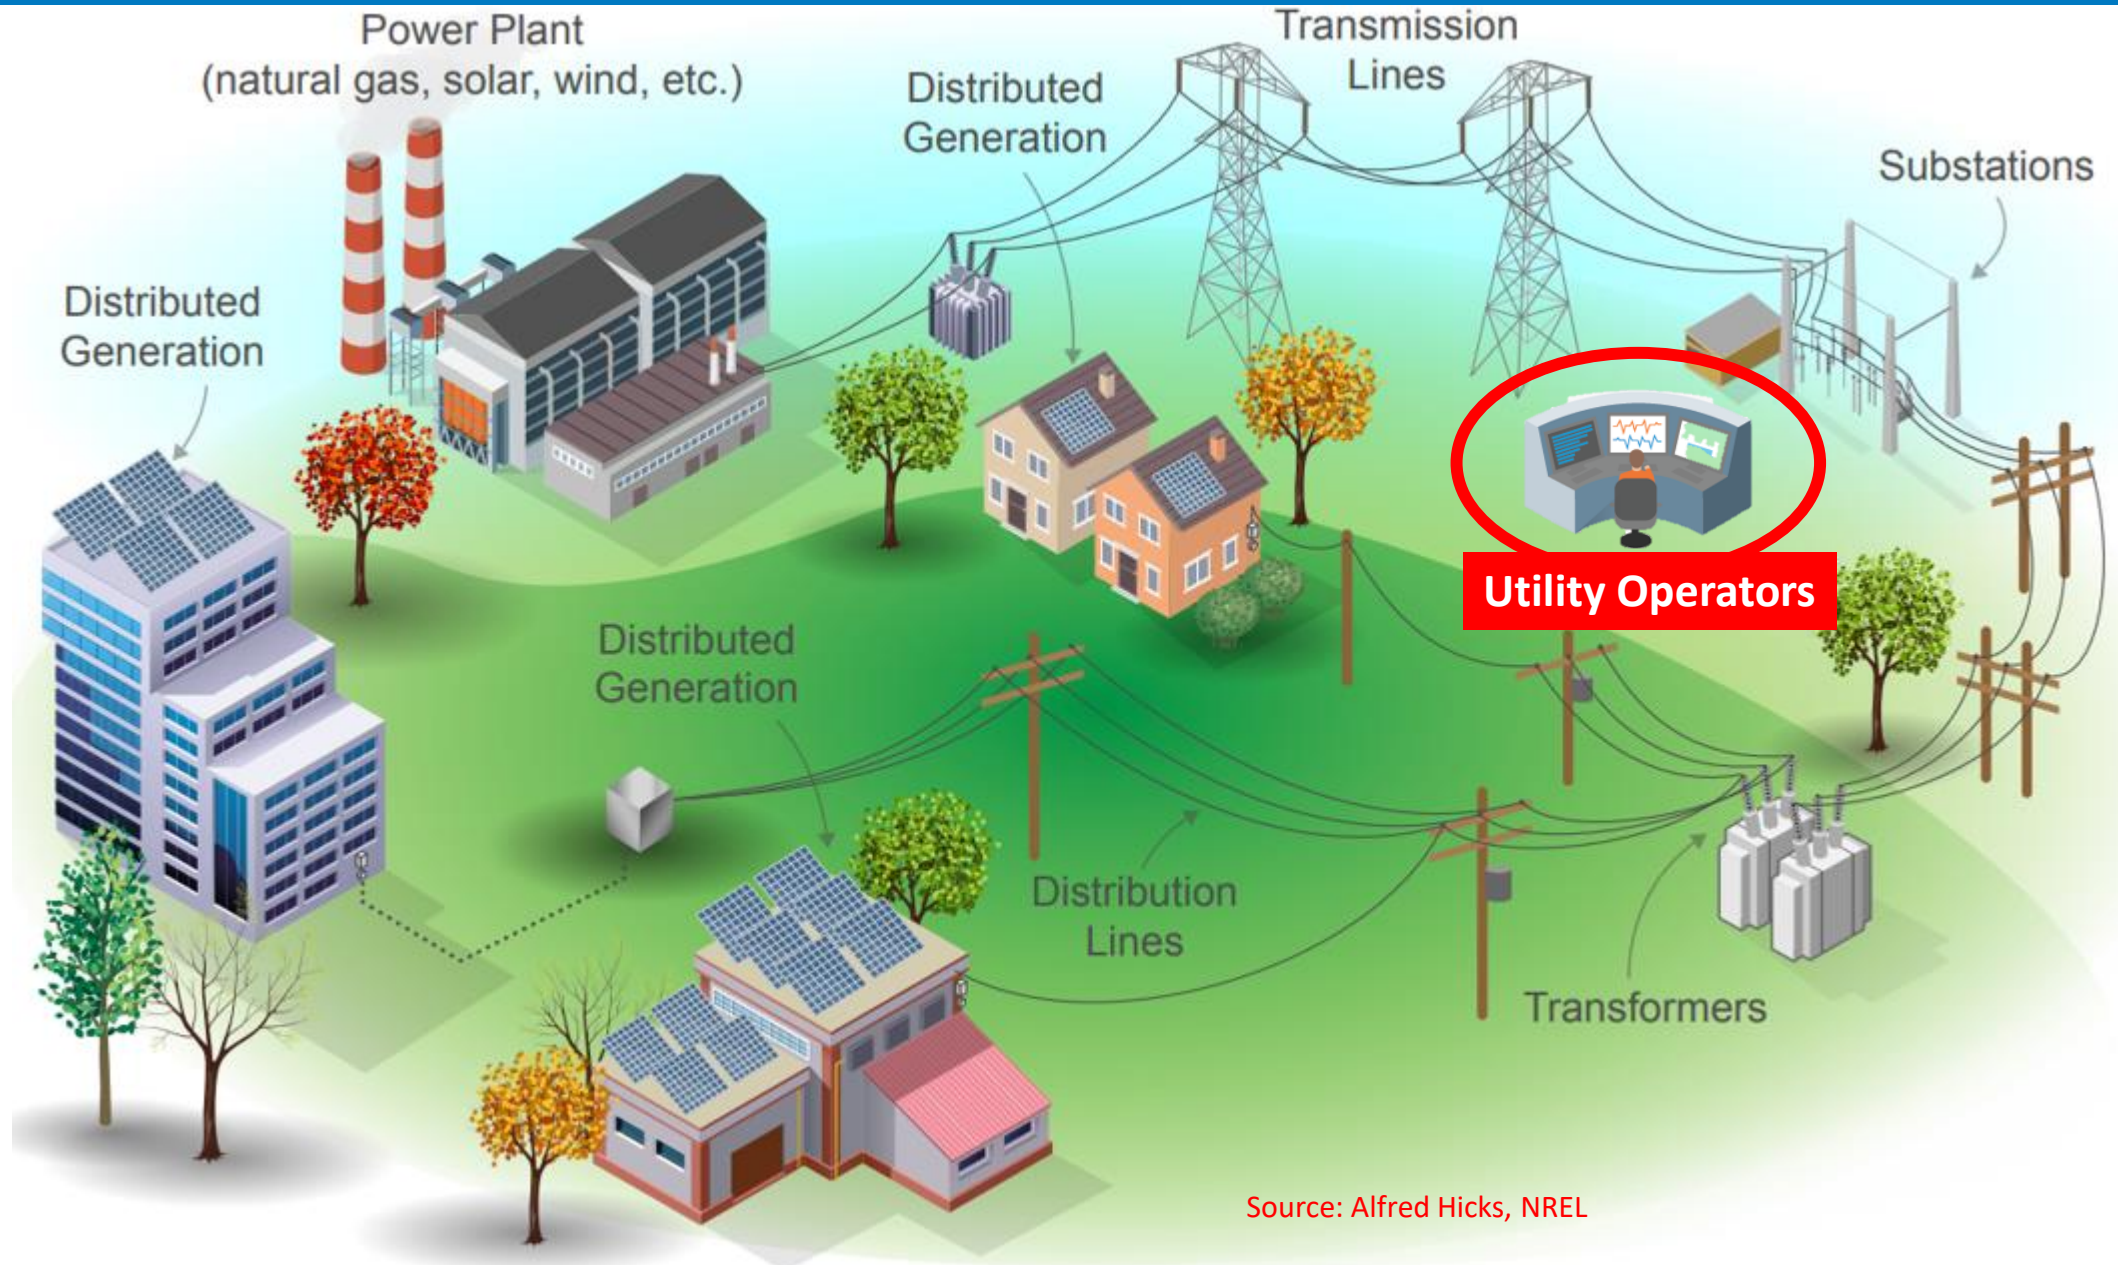 Power Plant
(natural gas, solar, wind, etc.)
Transmission
Lines
Distributed
Generation
Substations
Distributed
Generation
Utility Operators
Distributed
Generation
Distribution
Lines
Transformers
Source: Alfred Hicks, NREL